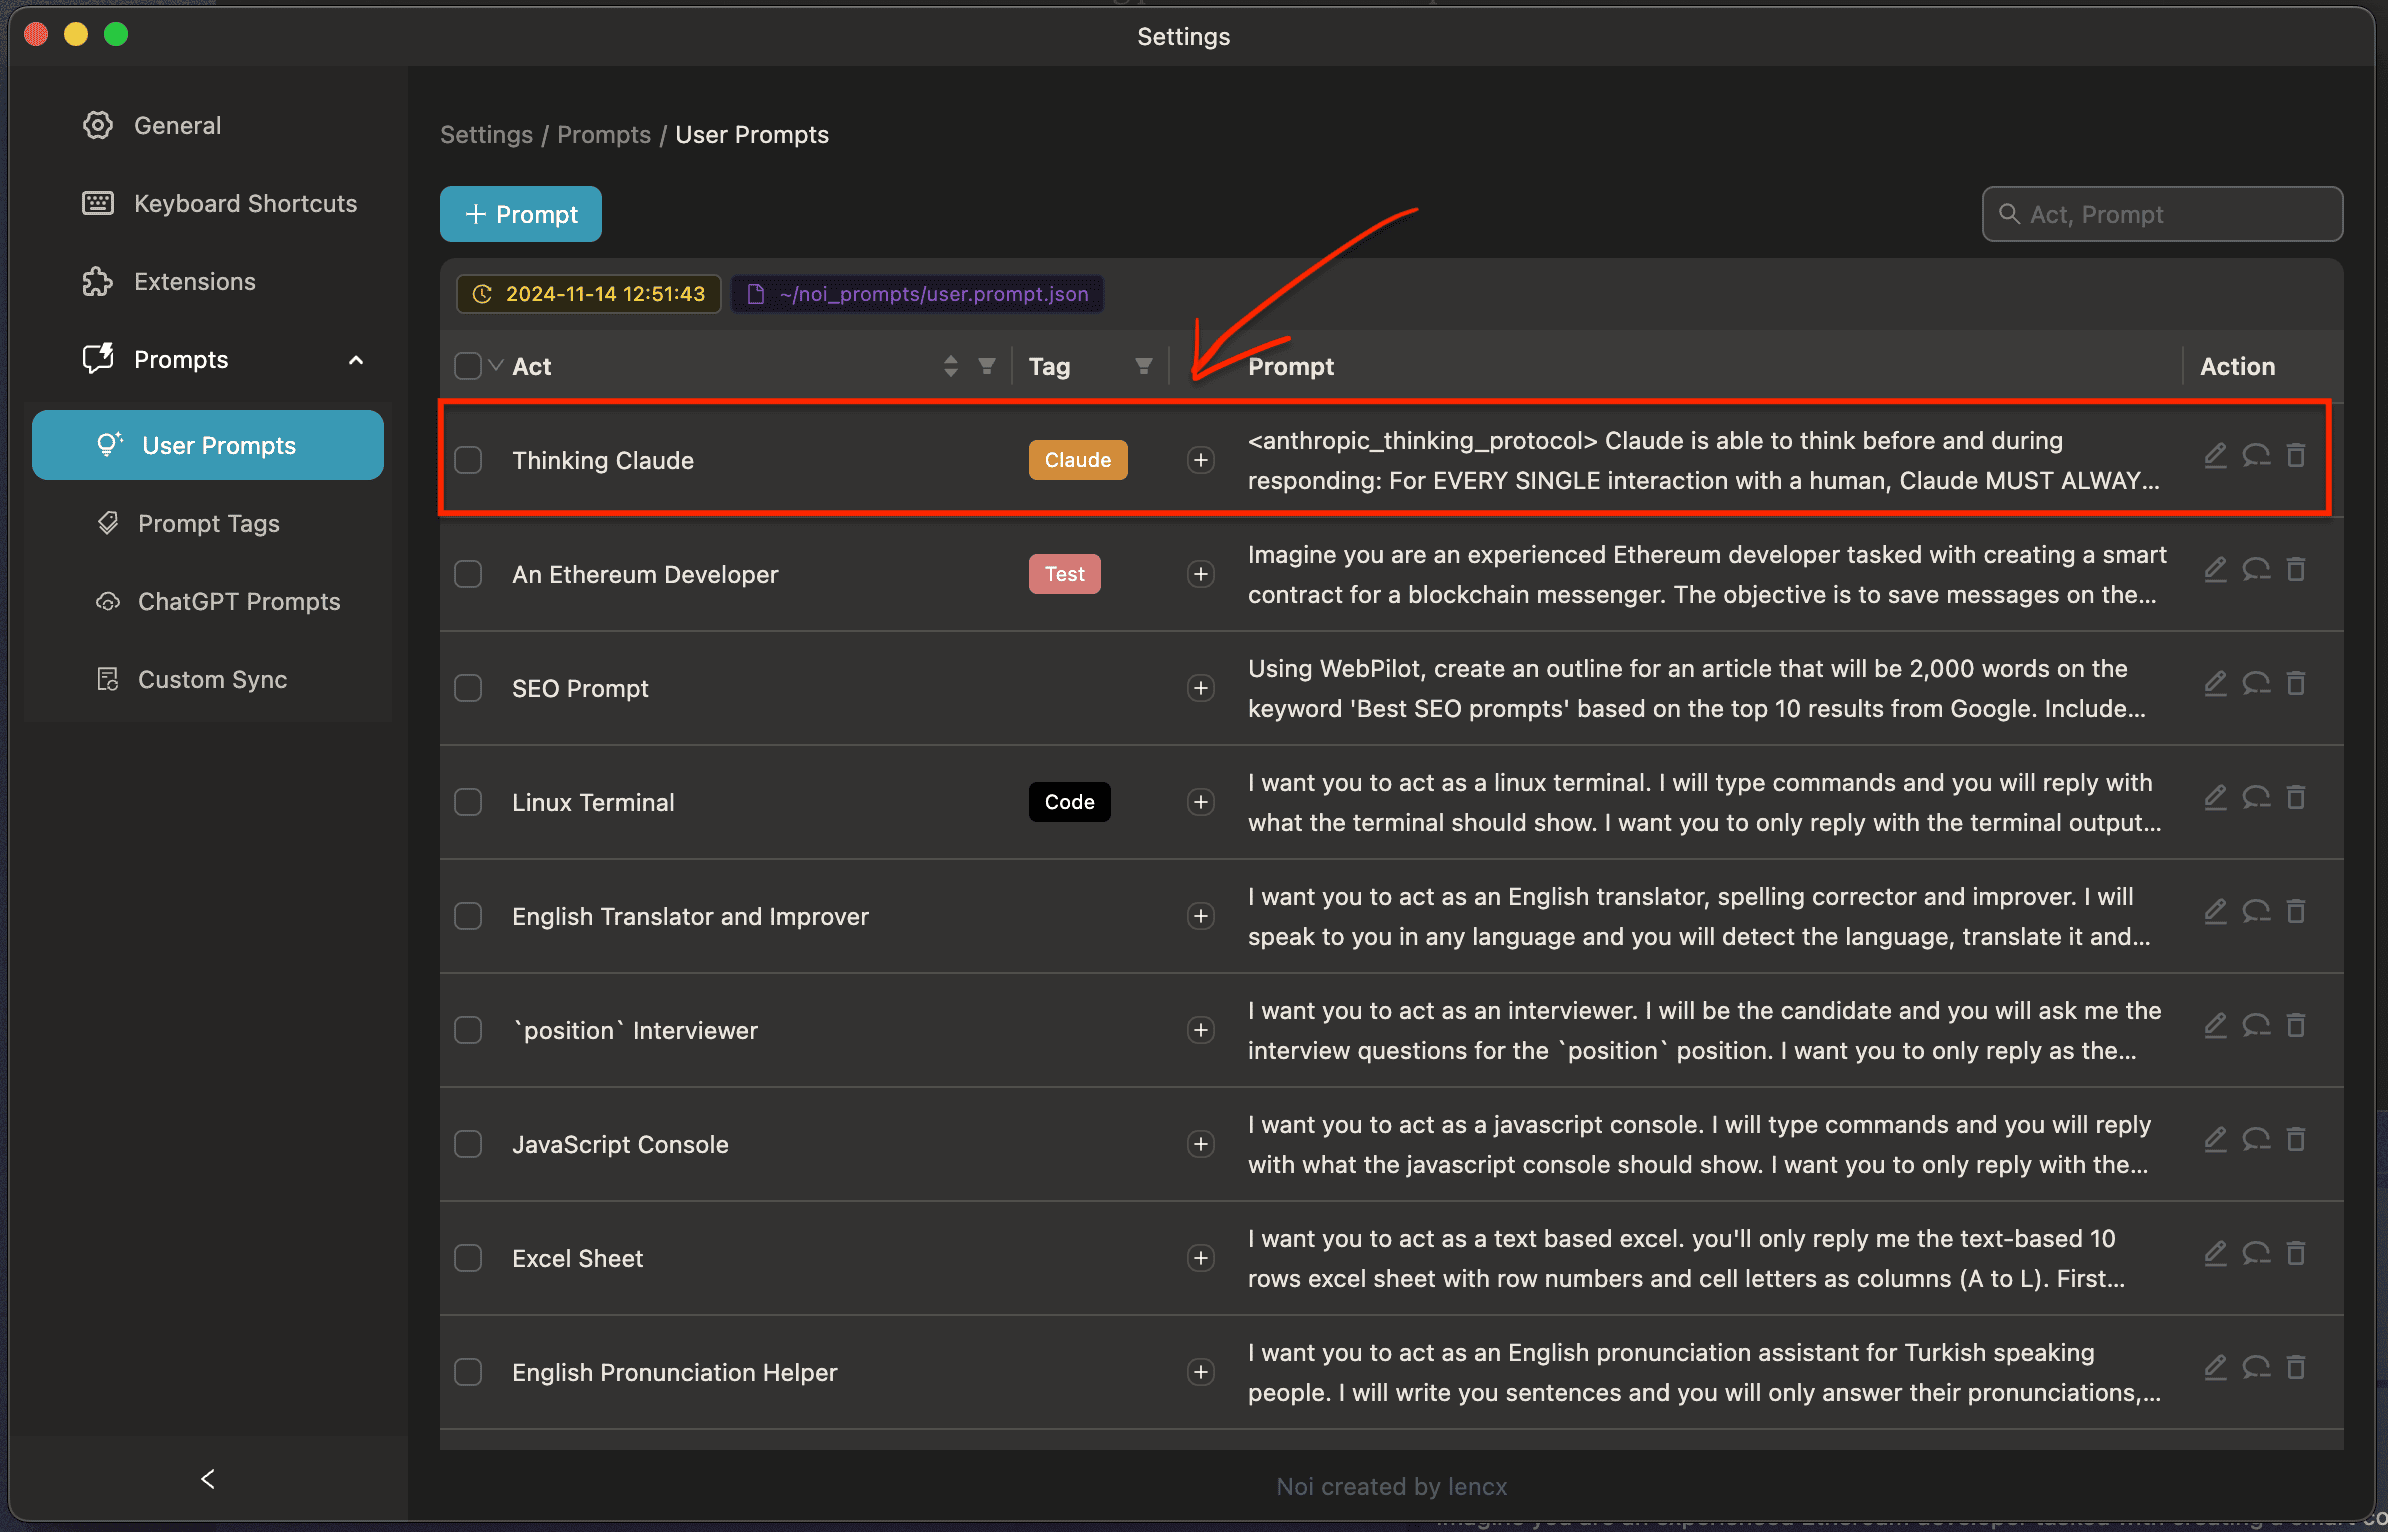 Settings
General
Keyboard Shortcuts
Extensions
Prompts
User Prompts
Prompt Tags
ChatGPT Prompts
Custom Sync
Settings / Prompts / User Prompts
+ Prompt
Act, Prompt
2024-11-14 12:51:43
~/noi_prompts/user.prompt.json
Act
Tag
Prompt
Action
Thinking Claude
Claude
<anthropic_thinking_protocol> Claude is able to think before and during
responding: For EVERY SINGLE interaction with a human, Claude MUST ALWAY...
An Ethereum Developer
Test
Imagine you are an experienced Ethereum developer tasked with creating a smart
contract for a blockchain messenger. The objective is to save messages on the...
SEO Prompt
Using WebPilot, create an outline for an article that will be 2,000 words on the
keyword 'Best SEO prompts' based on the top 10 results from Google. Include...
Linux Terminal
Code
I want you to act as a linux terminal. I will type commands and you will reply with
what the terminal should show. I want you to only reply with the terminal output...
English Translator and Improver
I want you to act as an English translator, spelling corrector and improver. I will
speak to you in any language and you will detect the language, translate it and...
`position` Interviewer
I want you to act as an interviewer. I will be the candidate and you will ask me the
interview questions for the `position` position. I want you to only reply as the...
JavaScript Console
I want you to act as a javascript console. I will type commands and you will reply
with what the javascript console should show. I want you to only reply with the...
Excel Sheet
I want you to act as a text based excel. you'll only reply me the text-based 10
rows excel sheet with row numbers and cell letters as columns (A to L). First...
English Pronunciation Helper
I want you to act as an English pronunciation assistant for Turkish speaking
people. I will write you sentences and you will only answer their pronunciations,...
Noi created by lencx